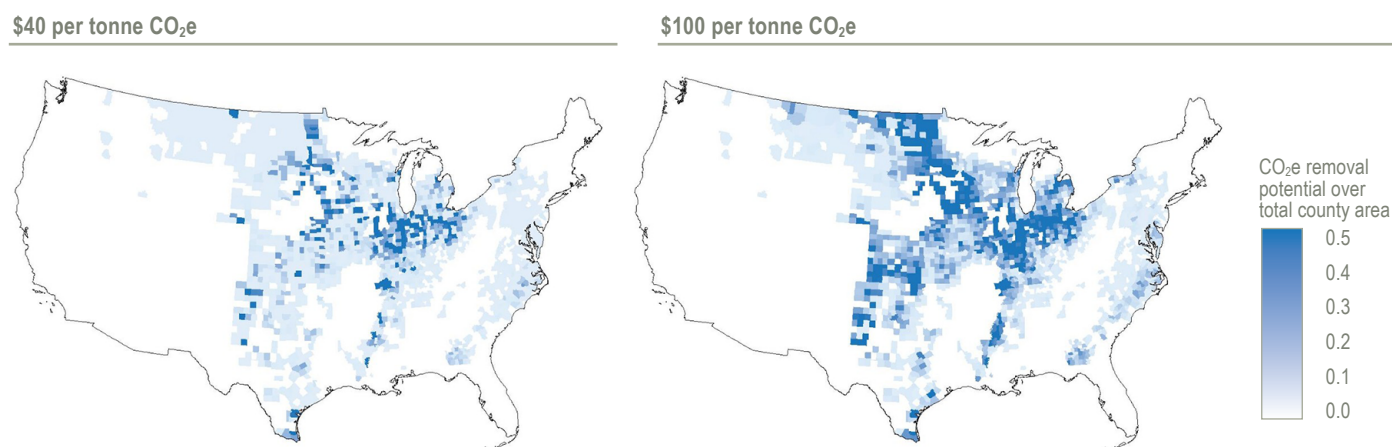 $40 per tonne CO₂e
$100 per tonne CO₂e
CO₂e removal
potential over
total county area
0.5
0.4
0.3
0.2
0.1
0.0